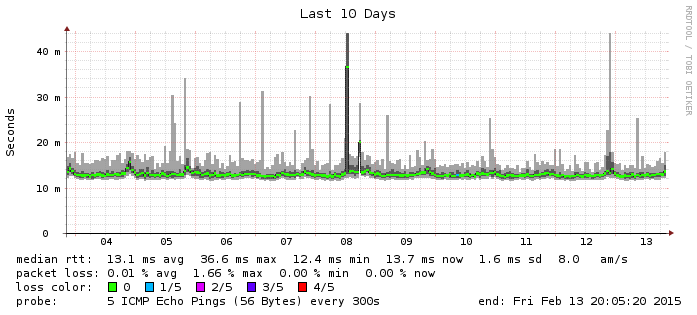 Last 10 Days
RRDTOOL / TOBI OETIKER
Seconds
40 m
30 m
20 m
10 m
0
04 05 06 07 08 09 10 11 12 13
median rtt: 13.1 ms avg 36.6 ms max 12.4 ms min 13.7 ms now 1.6 ms sd 8.0 am/s
packet loss: 0.01 % avg 1.66 % max 0.00 % min 0.00 % now
loss color: 0 1/5 2/5 3/5 4/5
probe: 5 ICMP Echo Pings (56 Bytes) every 300s end: Fri Feb 13 20:05:20 2015